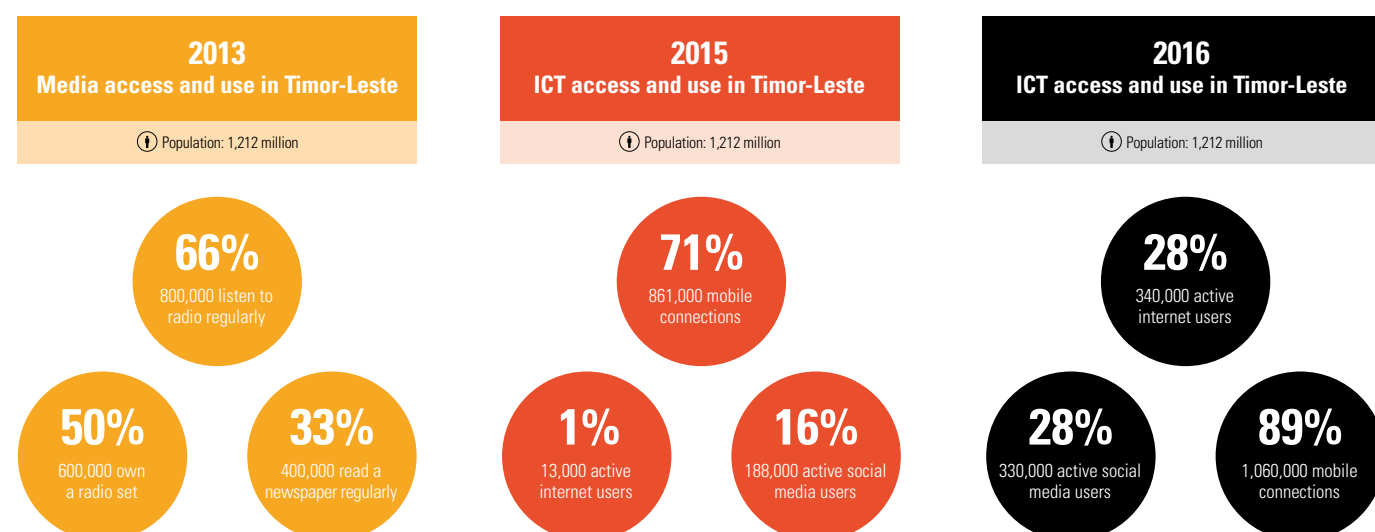 2013
Media access and use in Timor-Leste
Population: 1,212 million
66%
800,000 listen to
radio regularly
50%
600,000 own
a radio set
33%
400,000 read a
newspaper regularly
2015
ICT access and use in Timor-Leste
Population: 1,212 million
71%
861,000 mobile
connections
1%
13,000 active
internet users
16%
188,000 active social
media users
2016
ICT access and use in Timor-Leste
Population: 1,212 million
28%
340,000 active
internet users
28%
330,000 active social
media users
89%
1,060,000 mobile
connections